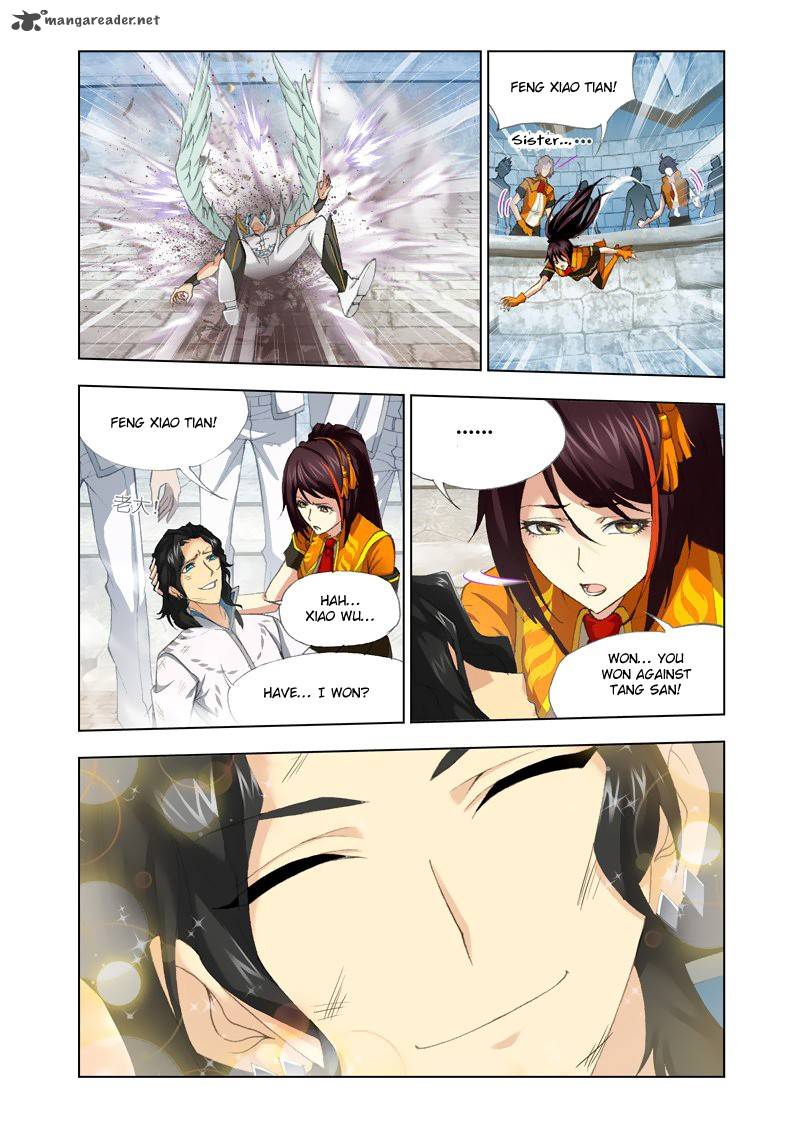 mangareader.net
FENG XIAO TIAN!
Sister......
FENG XIAO TIAN!
老大!
HAH...
XIAO WU...
HAVE... I WON?
......
WON... YOU
WON AGAINST
TANG SAN!